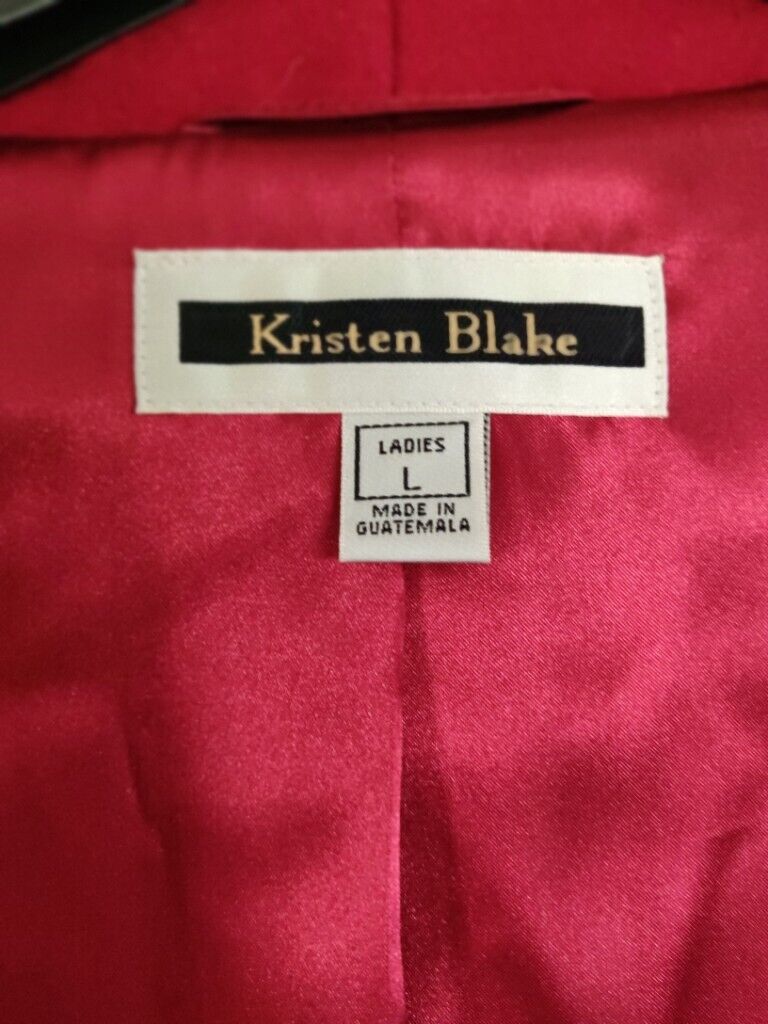 Kristen Blake
LADIES
L
MADE IN
GUATEMALA